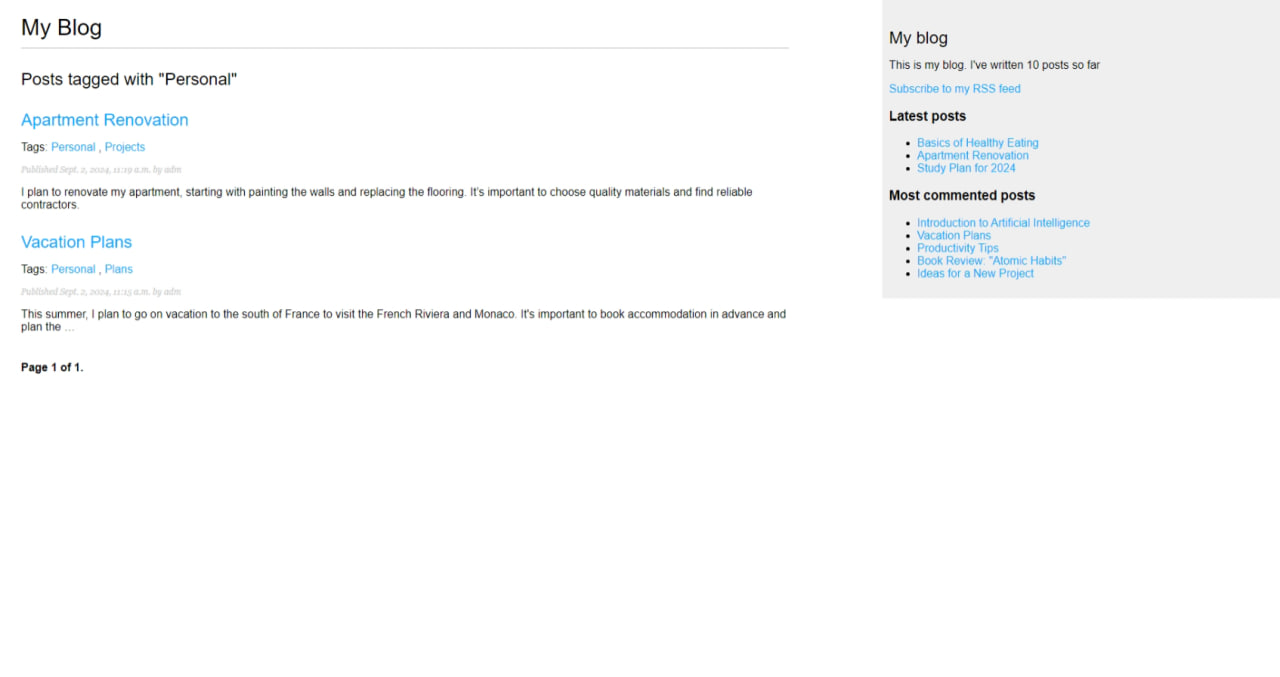 My Blog
Posts tagged with "Personal"
Apartment Renovation
Tags: Personal , Projects
Published Sept. 2, 2024, 11:19 a.m. by adm
I plan to renovate my apartment, starting with painting the walls and replacing the flooring. It's important to choose quality materials and find reliable
contractors.
Vacation Plans
Tags: Personal , Plans
Published Sept. 2, 2024, 11:15 a.m. by adm
This summer, I plan to go on vacation to the south of France to visit the French Riviera and Monaco. It's important to book accommodation in advance and
plan the …
Page 1 of 1.
My blog
This is my blog. I've written 10 posts so far
Subscribe to my RSS feed
Latest posts
Basics of Healthy Eating
Apartment Renovation
Study Plan for 2024
Most commented posts
Introduction to Artificial Intelligence
Vacation Plans
Productivity Tips
Book Review: "Atomic Habits"
Ideas for a New Project